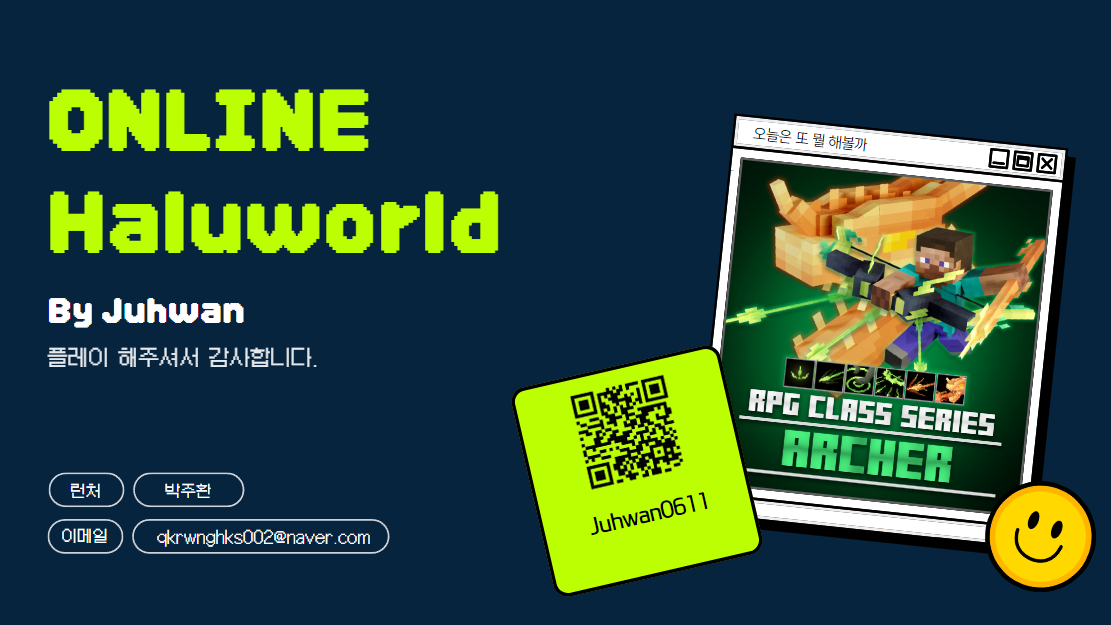 ONLINE
Haluworld
By Juhwan
플레이 해주셔서 감사합니다.
런처
박주환
이메일
qkrwnghks002@naver.com
오늘은 또 뭘 해볼까
RPG CLASS SERIES
ARCHER
Juhwan0611